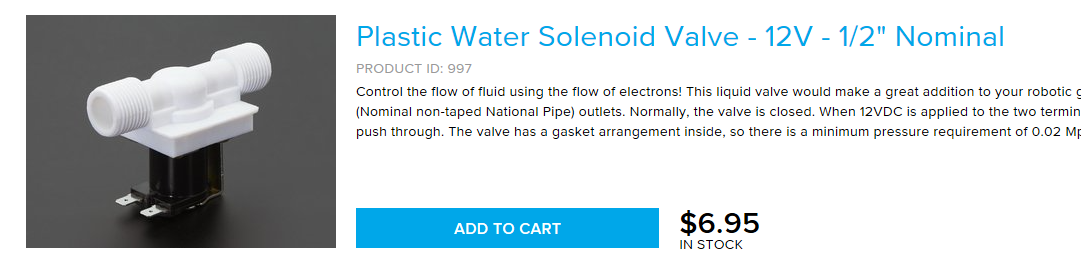 Plastic Water Solenoid Valve - 12V - 1/2" Nominal
PRODUCT ID: 997
Control the flow of fluid using the flow of electrons! This liquid valve would make a great addition to your robotic
(Nominal non-taped National Pipe) outlets. Normally, the valve is closed. When 12VDC is applied to the two
push through. The valve has a gasket arrangement inside, so there is a minimum pressure requirement of 0.02
ADD TO CART
$6.95
IN STOCK